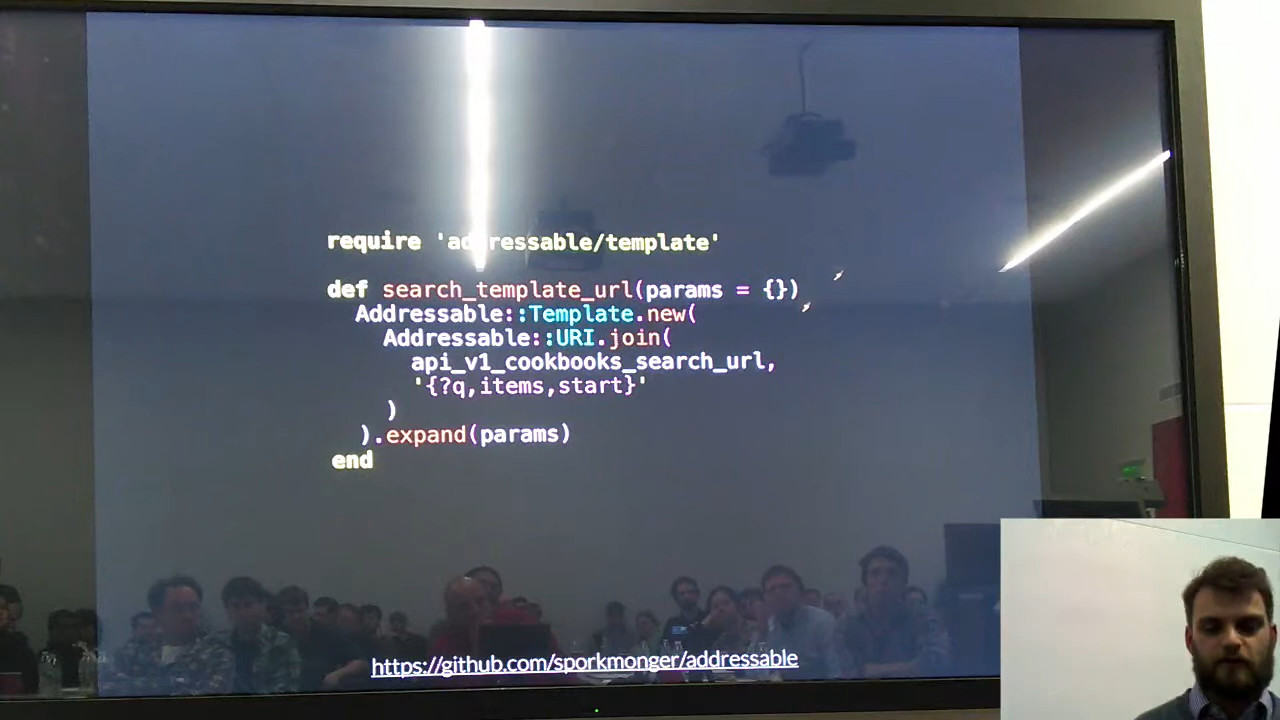 require 'addressable/template'
def search_template_url(params = {})
Addressable::Template.new(
Addressable::URI.join(
api_v1_cookbooks_search_url,
'{?q,items,start}'
)
).expand(params)
end
https://github.com/sporkmonger/addressable